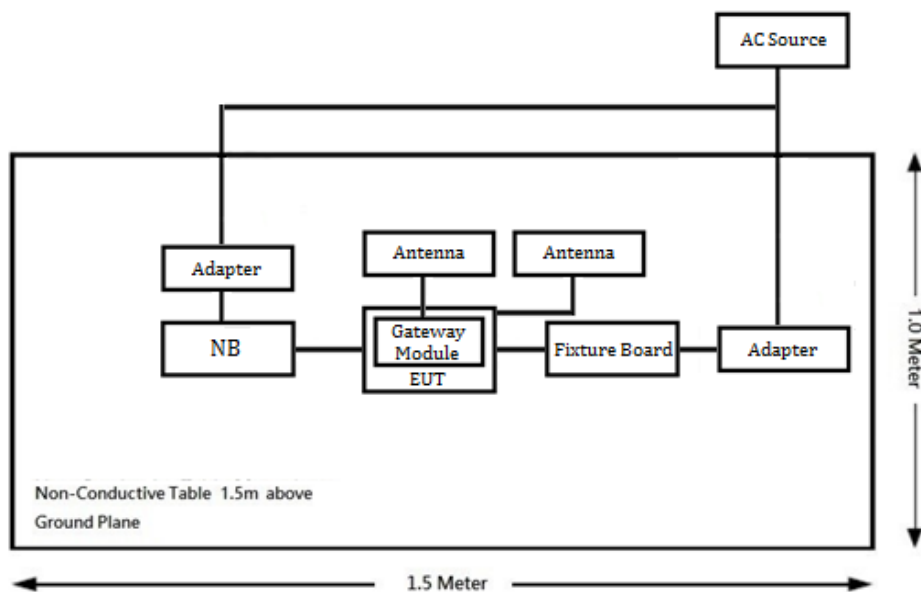 AC Source
Antenna
Antenna
Adapter
Gateway
Module
EUT
NB
Fixture Board
Adapter
1.0 Meter
Non-Conductive Table 1.5m above
Ground Plane
1.5 Meter